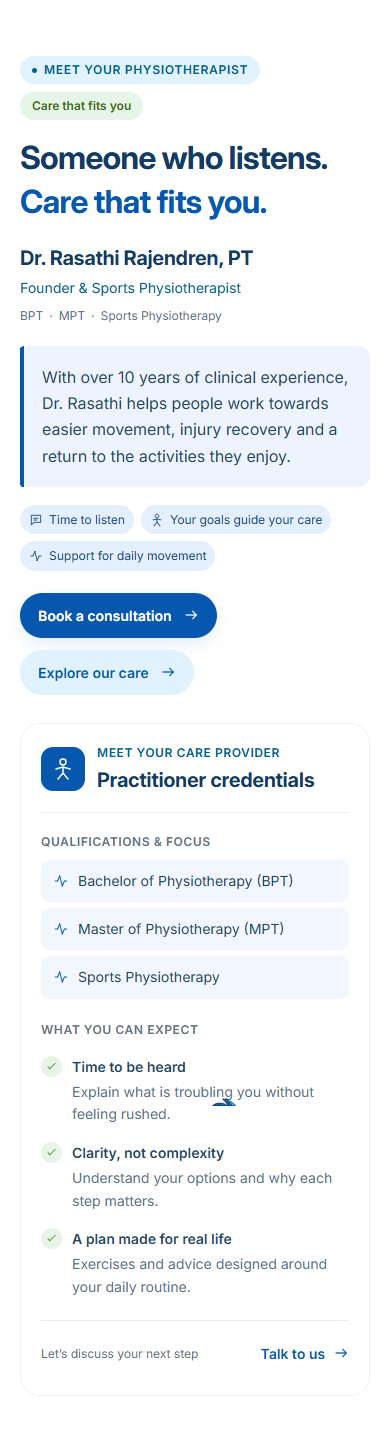 MEET YOUR PHYSIOTHERAPIST
Care that fits you
Someone who listens.
Care that fits you.
Dr. Rasathi Rajendren, PT
Founder & Sports Physiotherapist
BPT · MPT · Sports Physiotherapy
With over 10 years of clinical experience,
Dr. Rasathi helps people work towards
easier movement, injury recovery and a
return to the activities they enjoy.
Time to listen
Your goals guide your care
Support for daily movement
Book a consultation →
Explore our care →
MEET YOUR CARE PROVIDER
Practitioner credentials
QUALIFICATIONS & FOCUS
Bachelor of Physiotherapy (BPT)
Master of Physiotherapy (MPT)
Sports Physiotherapy
WHAT YOU CAN EXPECT
Time to be heard
Explain what is troubling you without
feeling rushed.
Clarity, not complexity
Understand your options and why each
step matters.
A plan made for real life
Exercises and advice designed around
your daily routine.
Let’s discuss your next step
Talk to us →